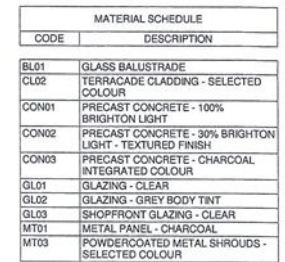 MATERIAL SCHEDULE
CODE DESCRIPTION
BL01 GLASS BALUSTRADE
CL02 TERRACADE CLADDING - SELECTED
COLOUR
CON01 PRECAST CONCRETE - 100%
BRIGHTON LIGHT
CON02 PRECAST CONCRETE - 30% BRIGHTON
LIGHT - TEXTURED FINISH
CON03 PRECAST CONCRETE - CHARCOAL
INTEGRATED COLOUR
GL01 GLAZING - CLEAR
GL02 GLAZING - GREY BODY TINT
GL03 SHOPFRONT GLAZING - CLEAR
MT01 METAL PANEL - CHARCOAL
MT03 POWDERCOATED METAL SHROUDS -
SELECTED COLOUR